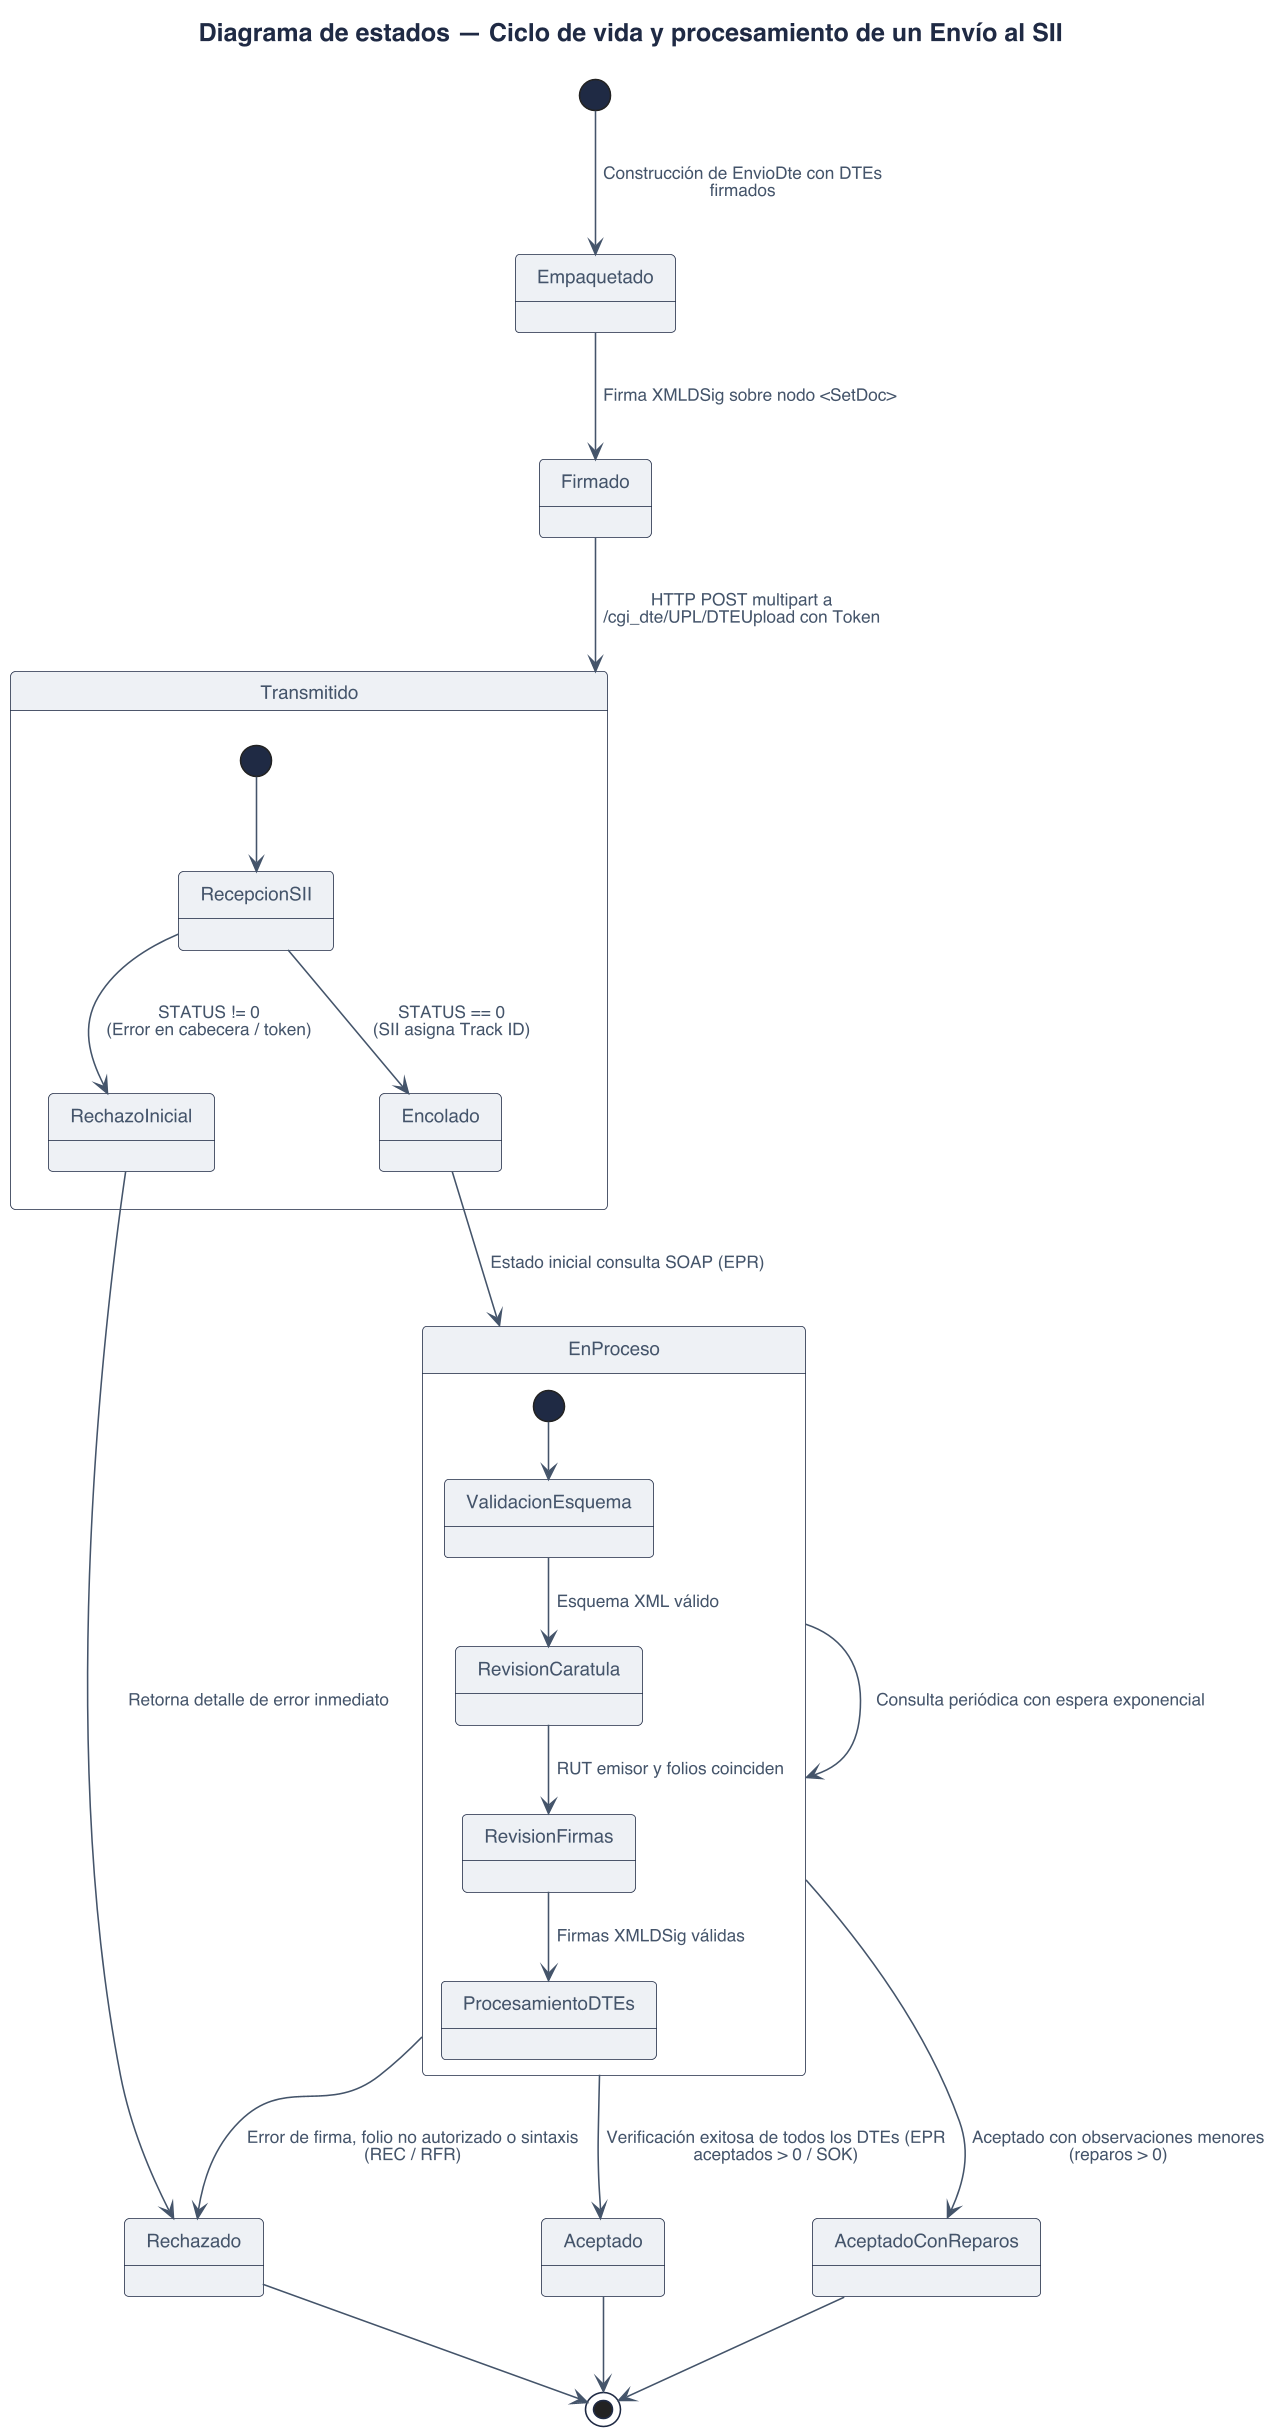 Diagrama de estados — Ciclo de vida y procesamiento de un Envío al SII
Construcción de EnvioDte con DTEs
firmados
Empaquetado
Firma XMLDSig sobre nodo <SetDoc>
Firmado
HTTP POST multipart a
/cgi_dte/UPL/DTEUpload con Token
Transmitido
RecepcionSII
STATUS != 0
(Error en cabecera / token)
STATUS == 0
(SII asigna Track ID)
RechazoInicial
Encolado
Estado inicial consulta SOAP (EPR)
EnProceso
ValidacionEsquema
Esquema XML válido
RevisionCaratula
Retorna detalle de error inmediato
Consulta periódica con espera exponencial
RUT emisor y folios coinciden
RevisionFirmas
Firmas XMLDSig válidas
ProcesamientoDTEs
Error de firma, folio no autorizado o sintaxis
(REC / RFR)
Verificación exitosa de todos los DTEs (EPR
aceptados > 0 / SOK)
Aceptado con observaciones menores
(reparos > 0)
Rechazado
Aceptado
AceptadoConReparos